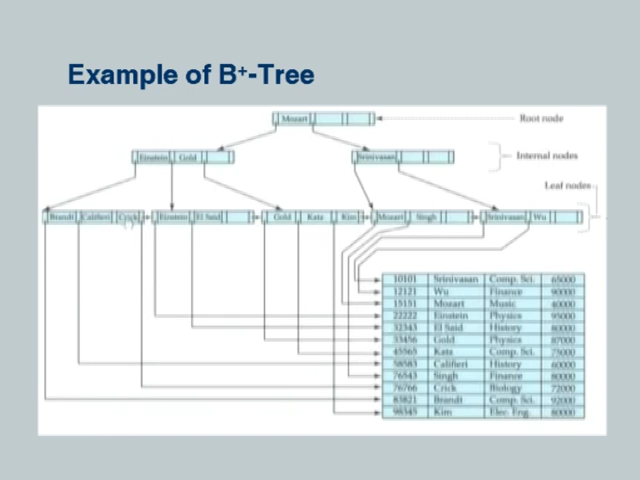 Example of B+-Tree
Mozart
Root node
Einstein Gold
Srinivasan
Internal nodes
Leaf nodes
Brandt Califieri Crick Einstein El Said Gold Katz Kim Mozart Singh Srinivasan Wu
10101 Srinivasan Comp. Sci. 65000
12121 Wu Finance 90000
15151 Mozart Music 40000
22222 Einstein Physics 95000
32343 El Said History 80000
33456 Gold Physics 87000
45565 Katz Comp. Sci. 75000
58583 Califieri History 60000
76543 Singh Finance 80000
76766 Crick Biology 72000
83821 Brandt Comp. Sci. 92000
98345 Kim Elec. Eng. 80000